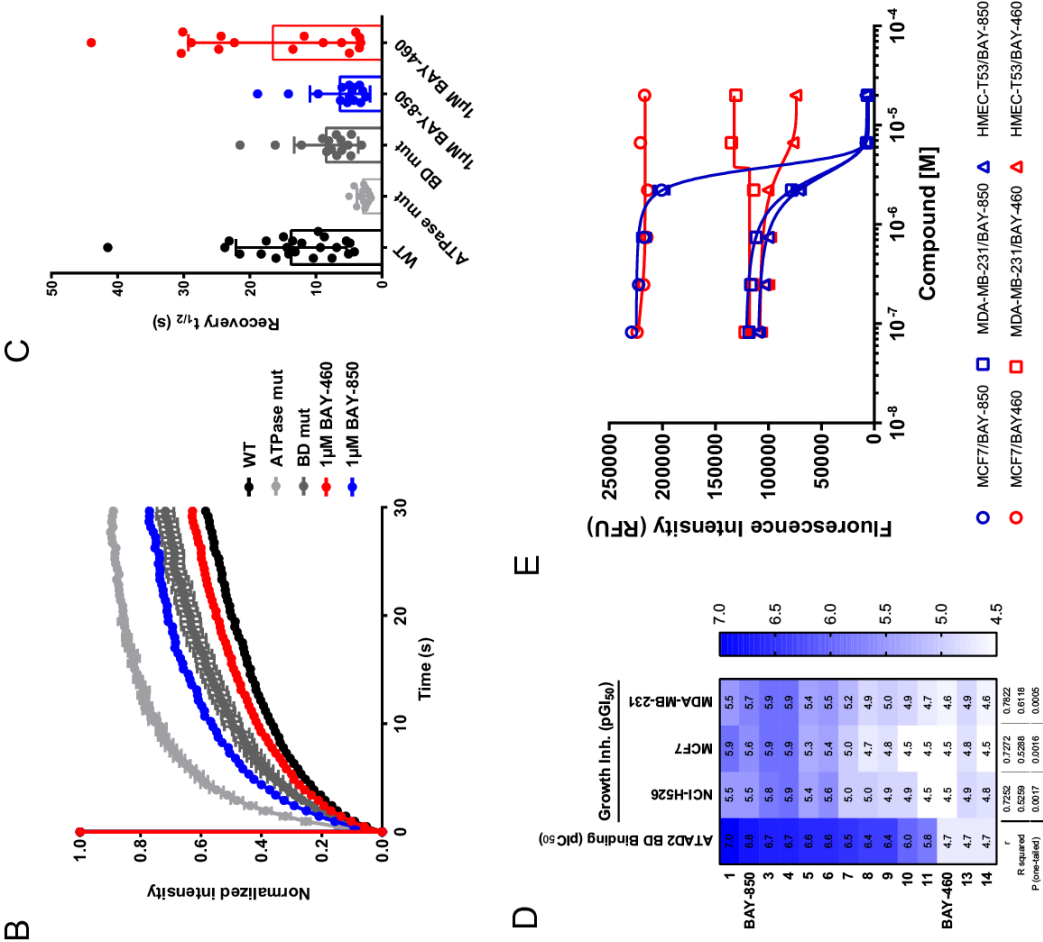 B
Normalized intensity
1.0
0.8
0.6
0.4
0.2
0.0
0 10 20 30
Time (s)
WT
ATPase mut
BD mut
1µM BAY-460
1µM BAY-850
C
Recovery t1/2 (s)
50
40
30
20
10
0
WT
ATPase mut
BD mut
1µM BAY-850
1µM BAY-460
D
ATAD2 BD Binding (pIC50)
Growth Inh. (pGI50)
NCI-H526 MCF7 MDA-MB-231
1 7.0 5.5 5.9 5.5
BAY-850 6.8 5.5 5.6 5.7
3 6.7 5.8 5.9 5.9
4 6.7 5.9 5.9 5.9
5 6.6 5.4 5.3 5.4
6 6.6 5.6 5.4 5.5
7 6.5 5.0 5.0 5.2
8 6.4 5.0 4.7 4.9
9 6.4 4.9 4.8 5.0
10 6.0 4.9 4.5 4.9
11 5.8 4.5 4.5 4.7
BAY-460 4.7 4.5 4.5 4.6
13 4.7 4.9 4.8 4.9
14 4.7 4.8 4.5 4.6
r 0.7252 0.7272 0.7822
R squared 0.5259 0.5288 0.6118
P (one-tailed) 0.0017 0.0016 0.0005
7.0
6.5
6.0
5.5
5.0
4.5
E
Fluorescence Intensity (RFU)
250000
200000
150000
100000
50000
0
10-8 10-7 10-6 10-5 10-4
Compound [M]
MCF7/BAY-850 MDA-MB-231/BAY-850 HMEC-T53/BAY-850
MCF7/BAY460 MDA-MB-231/BAY-460 HMEC-T53/BAY-460